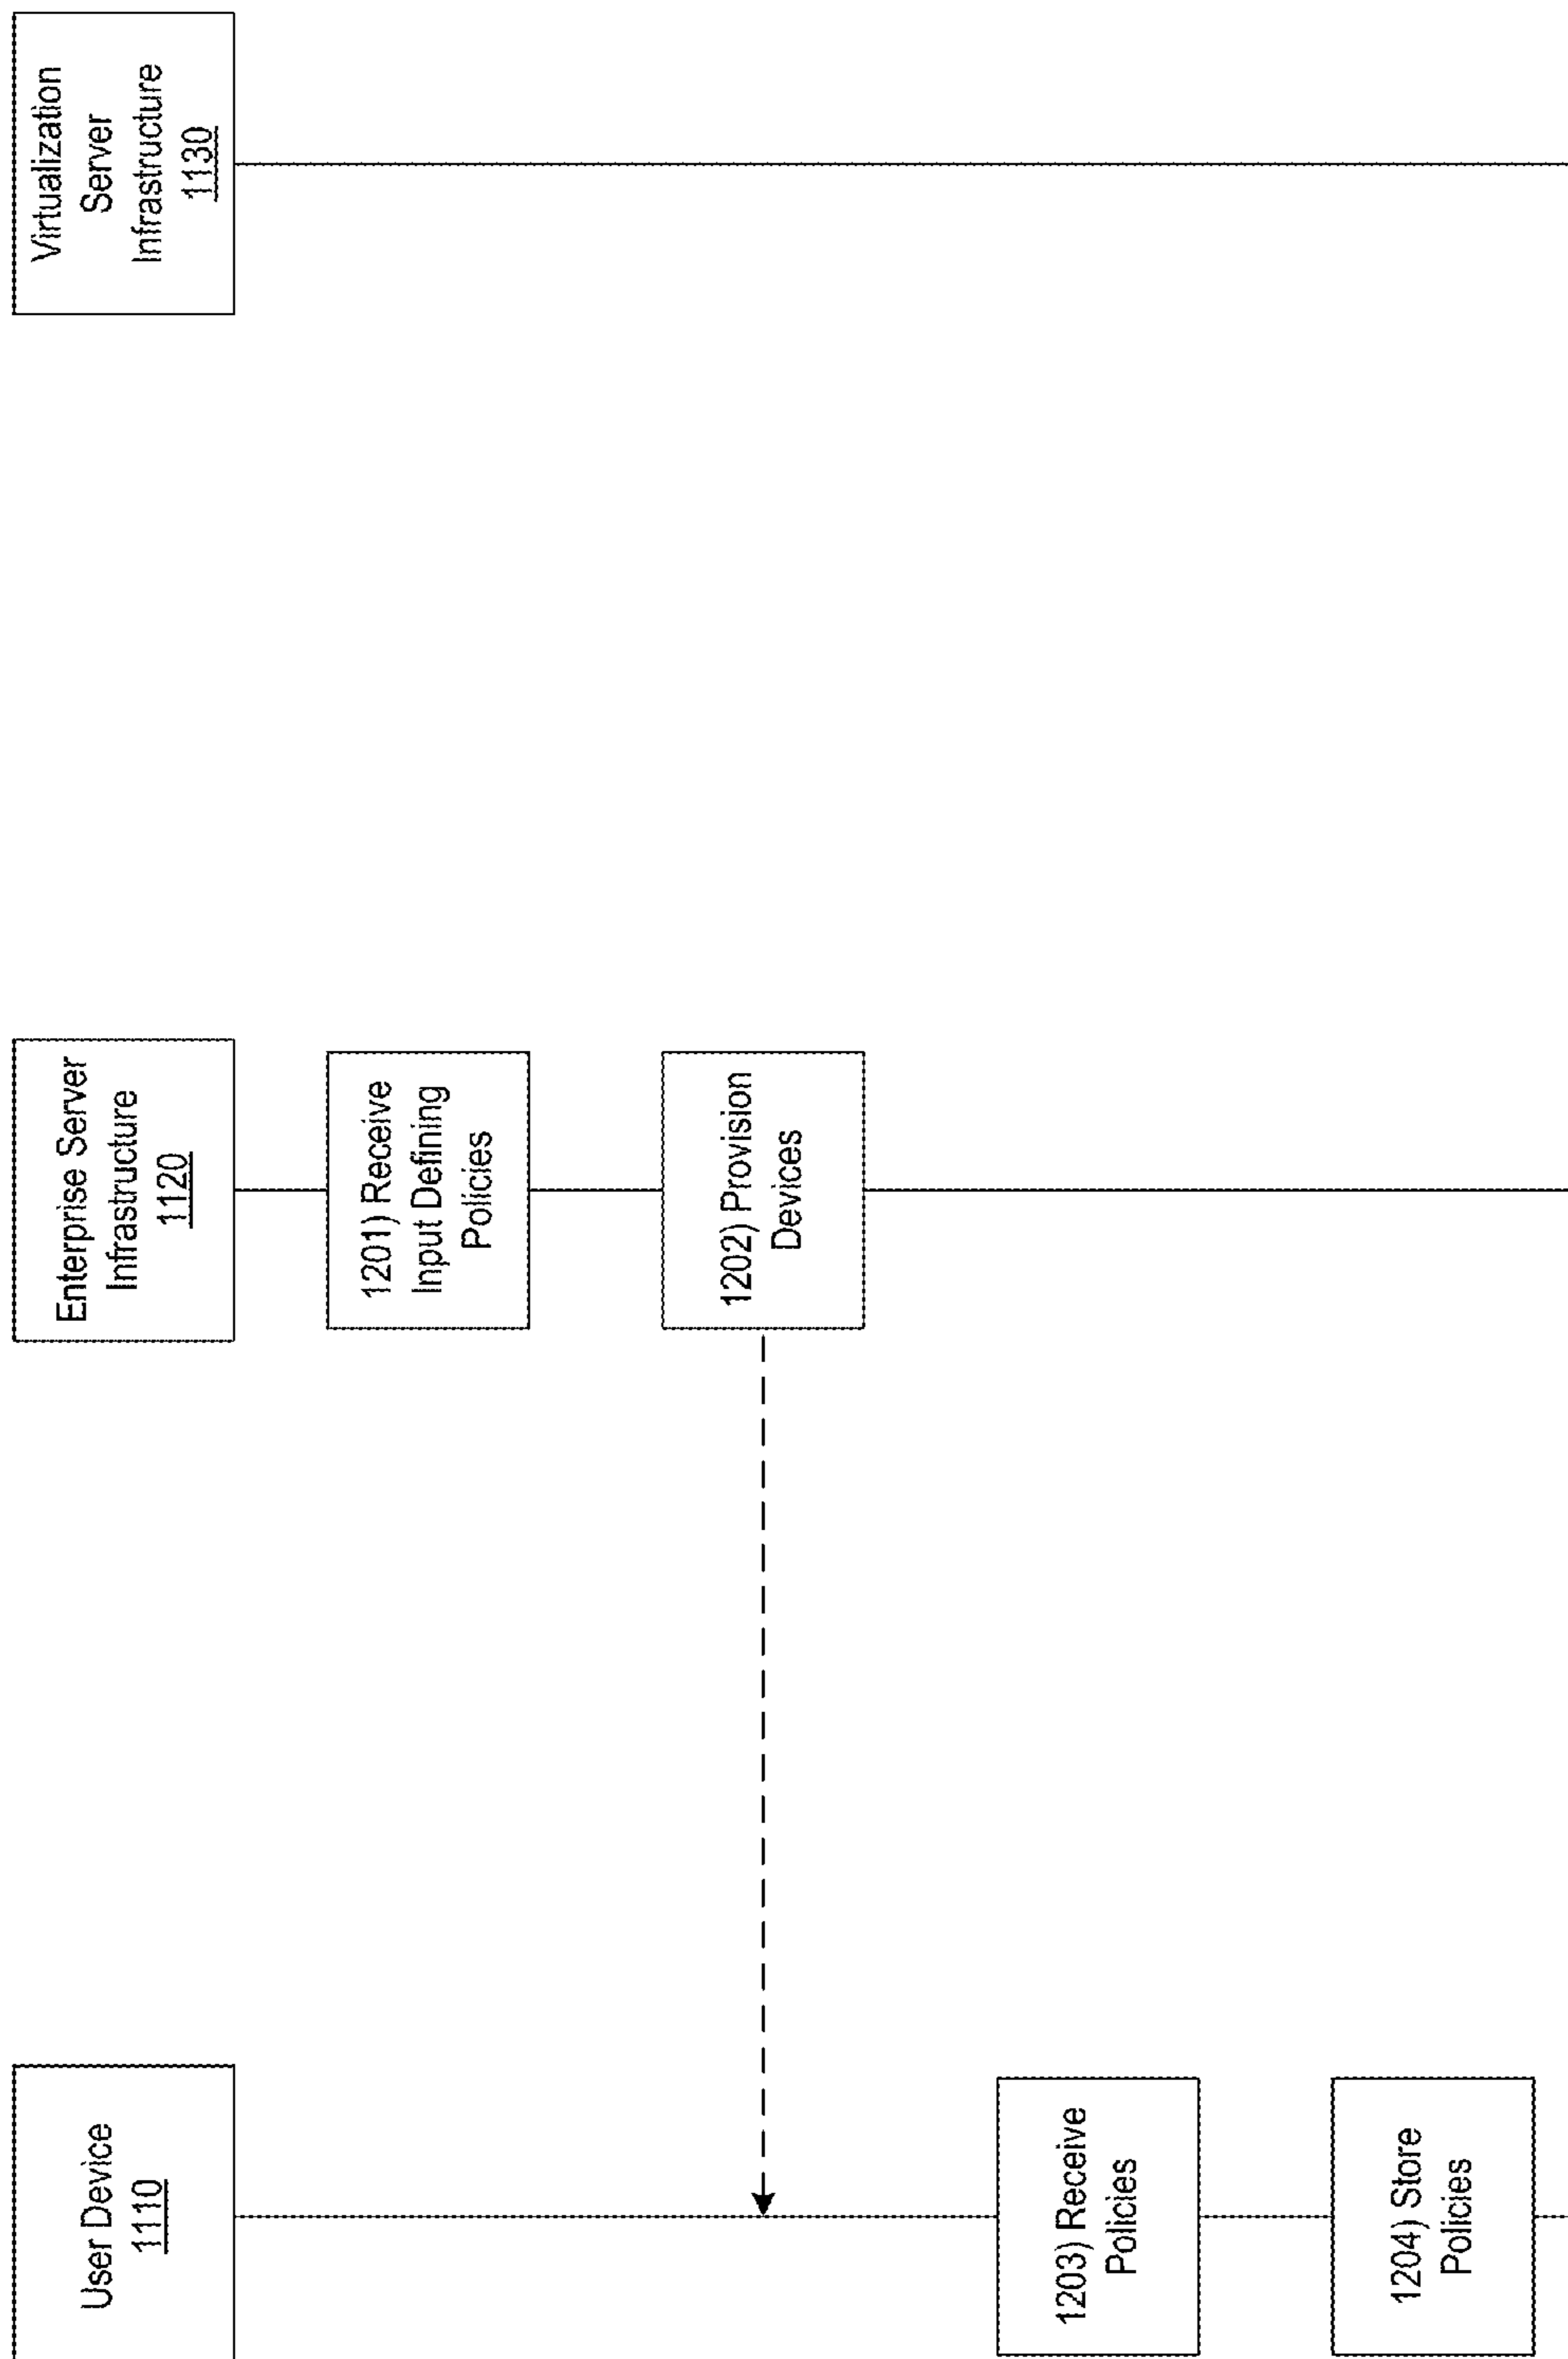 User Device
1110
Enterprise Server
Infrastructure
1120
Virtualization
Server
Infrastructure
1130
1201) Receive
Input Defining
Policies
1202) Provision
Devices
1203) Receive
Policies
1204) Store
Policies